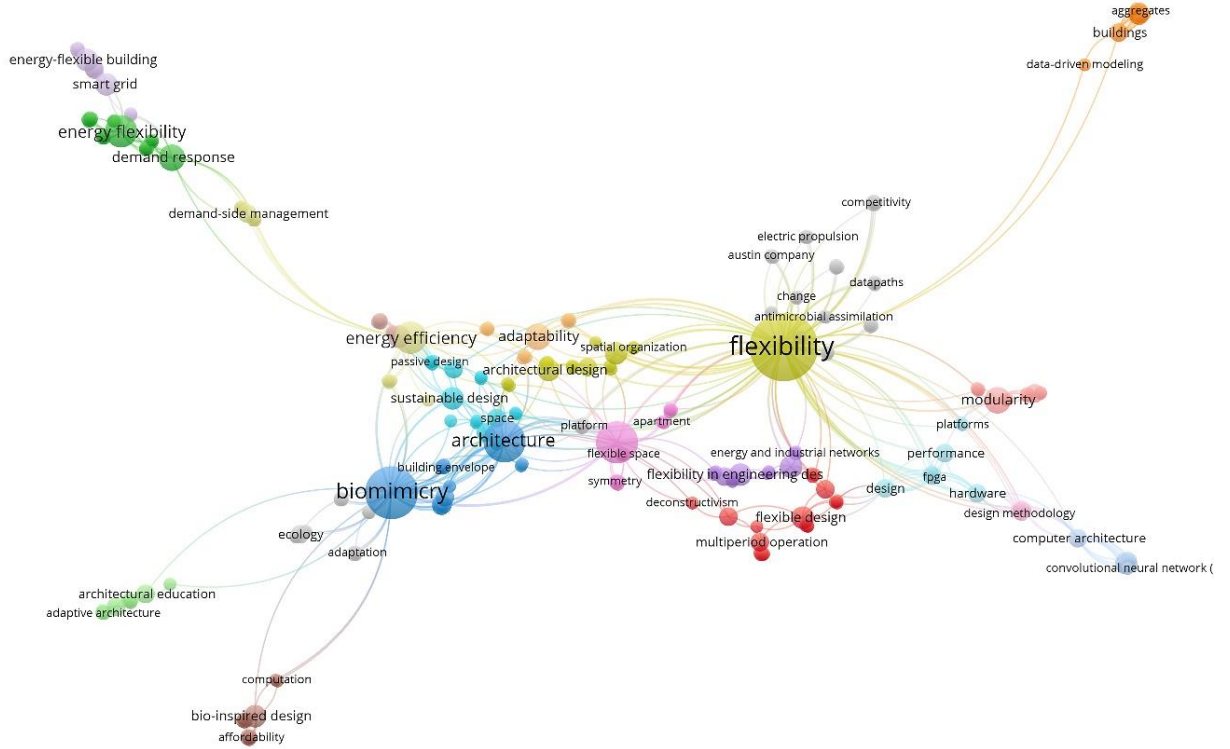 aggregates
buildings
energy-flexible building
data-driven modeling
smart grid
energy flexibility
demand response
competitivity
demand-side management
electric propulsion
austin company
datapaths
change
antimicrobial assimilation
energy efficiency
adaptability
spatial organization
flexibility
passive design
architectural design
sustainable design
modularity
space
platform
apartment
platforms
architecture
flexible space
energy and industrial networks
performance
building envelope
flexibility in engineering des
fpga
symmetry
biomimicry
design
hardware
deconstructivism
flexible design
design methodology
ecology
multiperiod operation
computer architecture
adaptation
convolutional neural network (
architectural education
adaptive architecture
computation
bio-inspired design
affordability